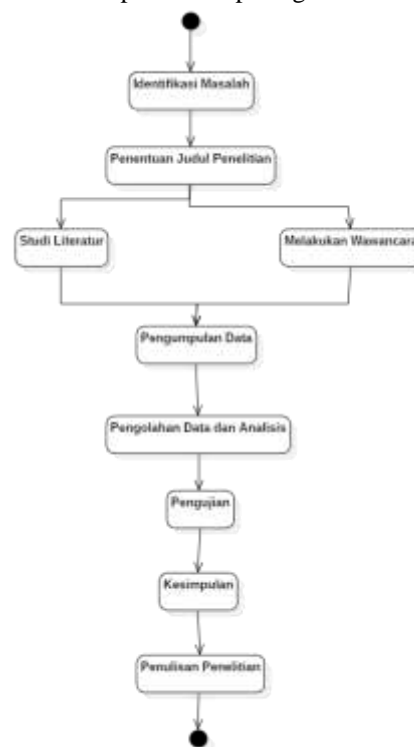 Identifikasi Masalah
Penentuan Judul Penelitian
Studi Literatur
Melakukan Wawancara
Pengumpulan Data
Pengolahan Data dan Analisis
Pengujian
Kesimpulan
Penulisan Penelitian